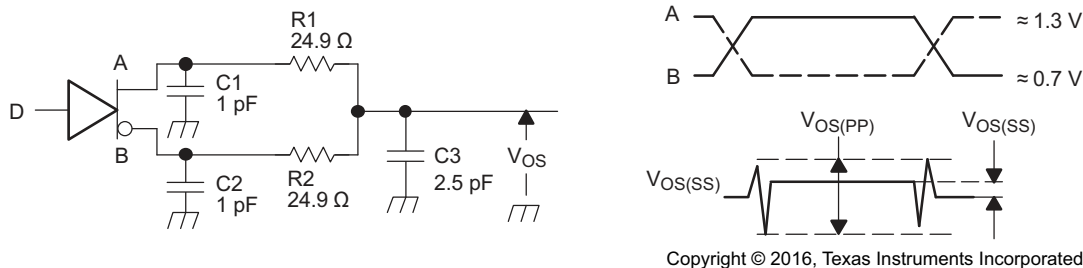 R1
24.9 Ω
A
C1
1 pF
D
B
C2
1 pF
R2
24.9 Ω
C3
2.5 pF
VOS
A
≈ 1.3 V
B
≈ 0.7 V
VOS(PP)
VOS(SS)
VOS(SS)
Copyright © 2016, Texas Instruments Incorporated